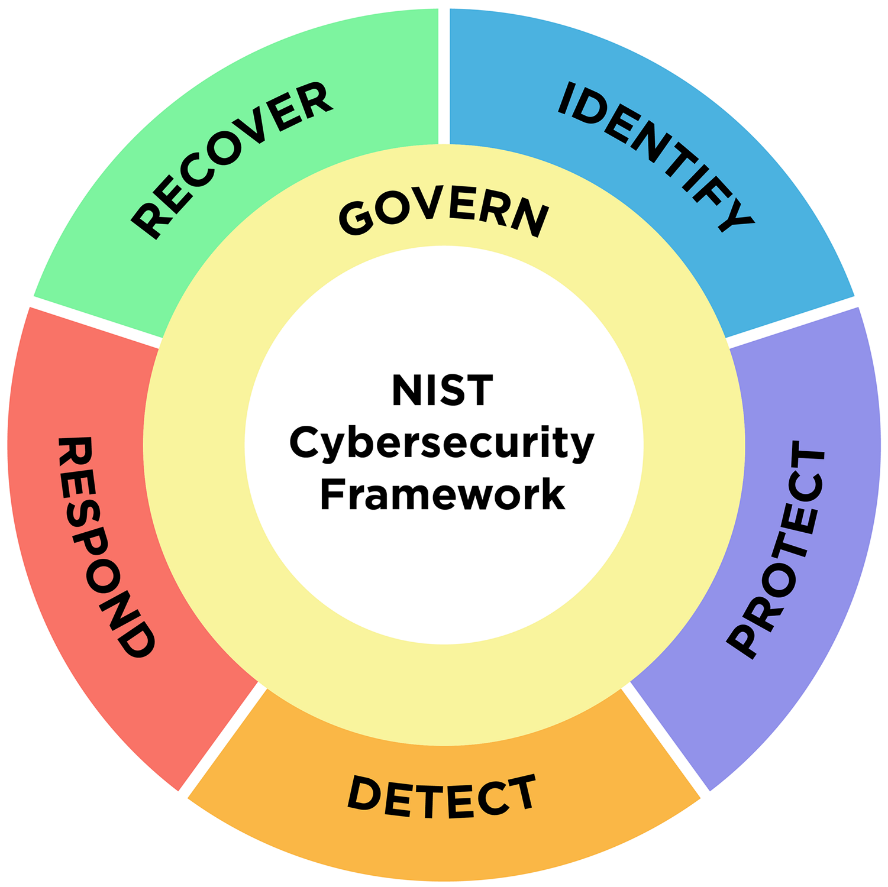 RECOVER
IDENTIFY
GOVERN
NIST
Cybersecurity
Framework
RESPOND
PROTECT
DETECT